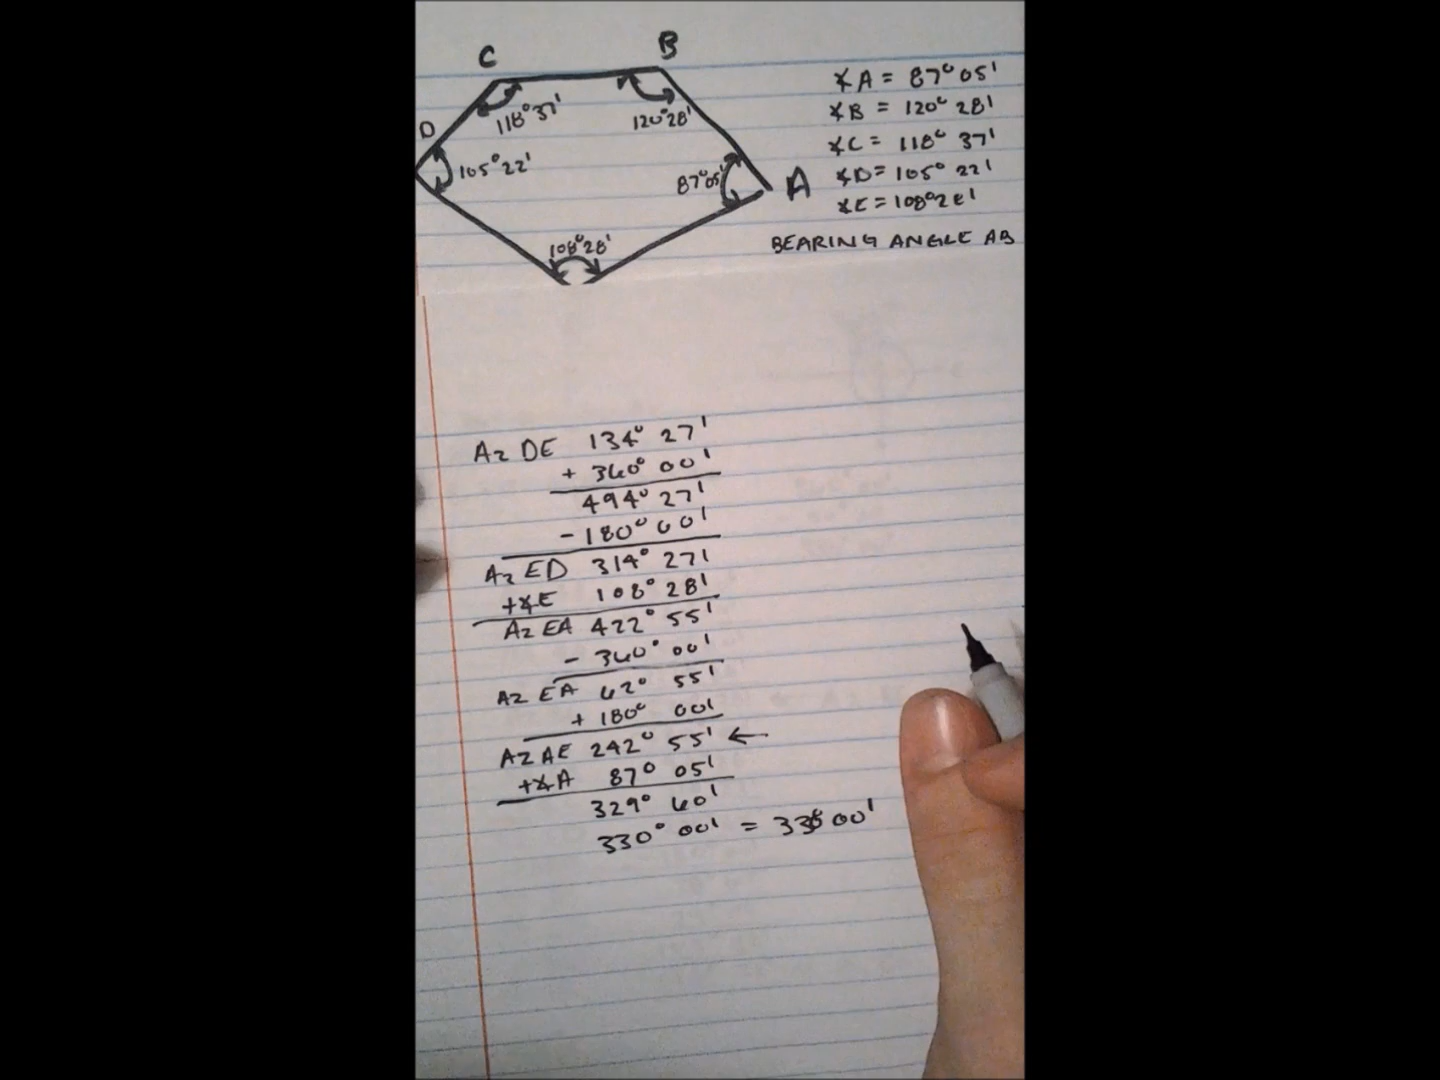 C
B
D
A
118°37'
120°28'
105°22'
87°05'
108°28'
∡A = 87°05'
∡B = 120° 28'
∡C = 118° 37'
∡D = 105° 22'
∡E = 108°28'
BEARING ANGLE AB
Az DE 134° 27'
+ 360° 00'
494° 27'
- 180° 00'
Az ED 314° 27'
+∡E 108° 28'
Az EA 422° 55'
- 360° 00'
Az EA 62° 55'
+ 180° 00'
Az AE 242° 55' ←
+∡A 87° 05'
329° 60'
330° 00' = 330° 00'